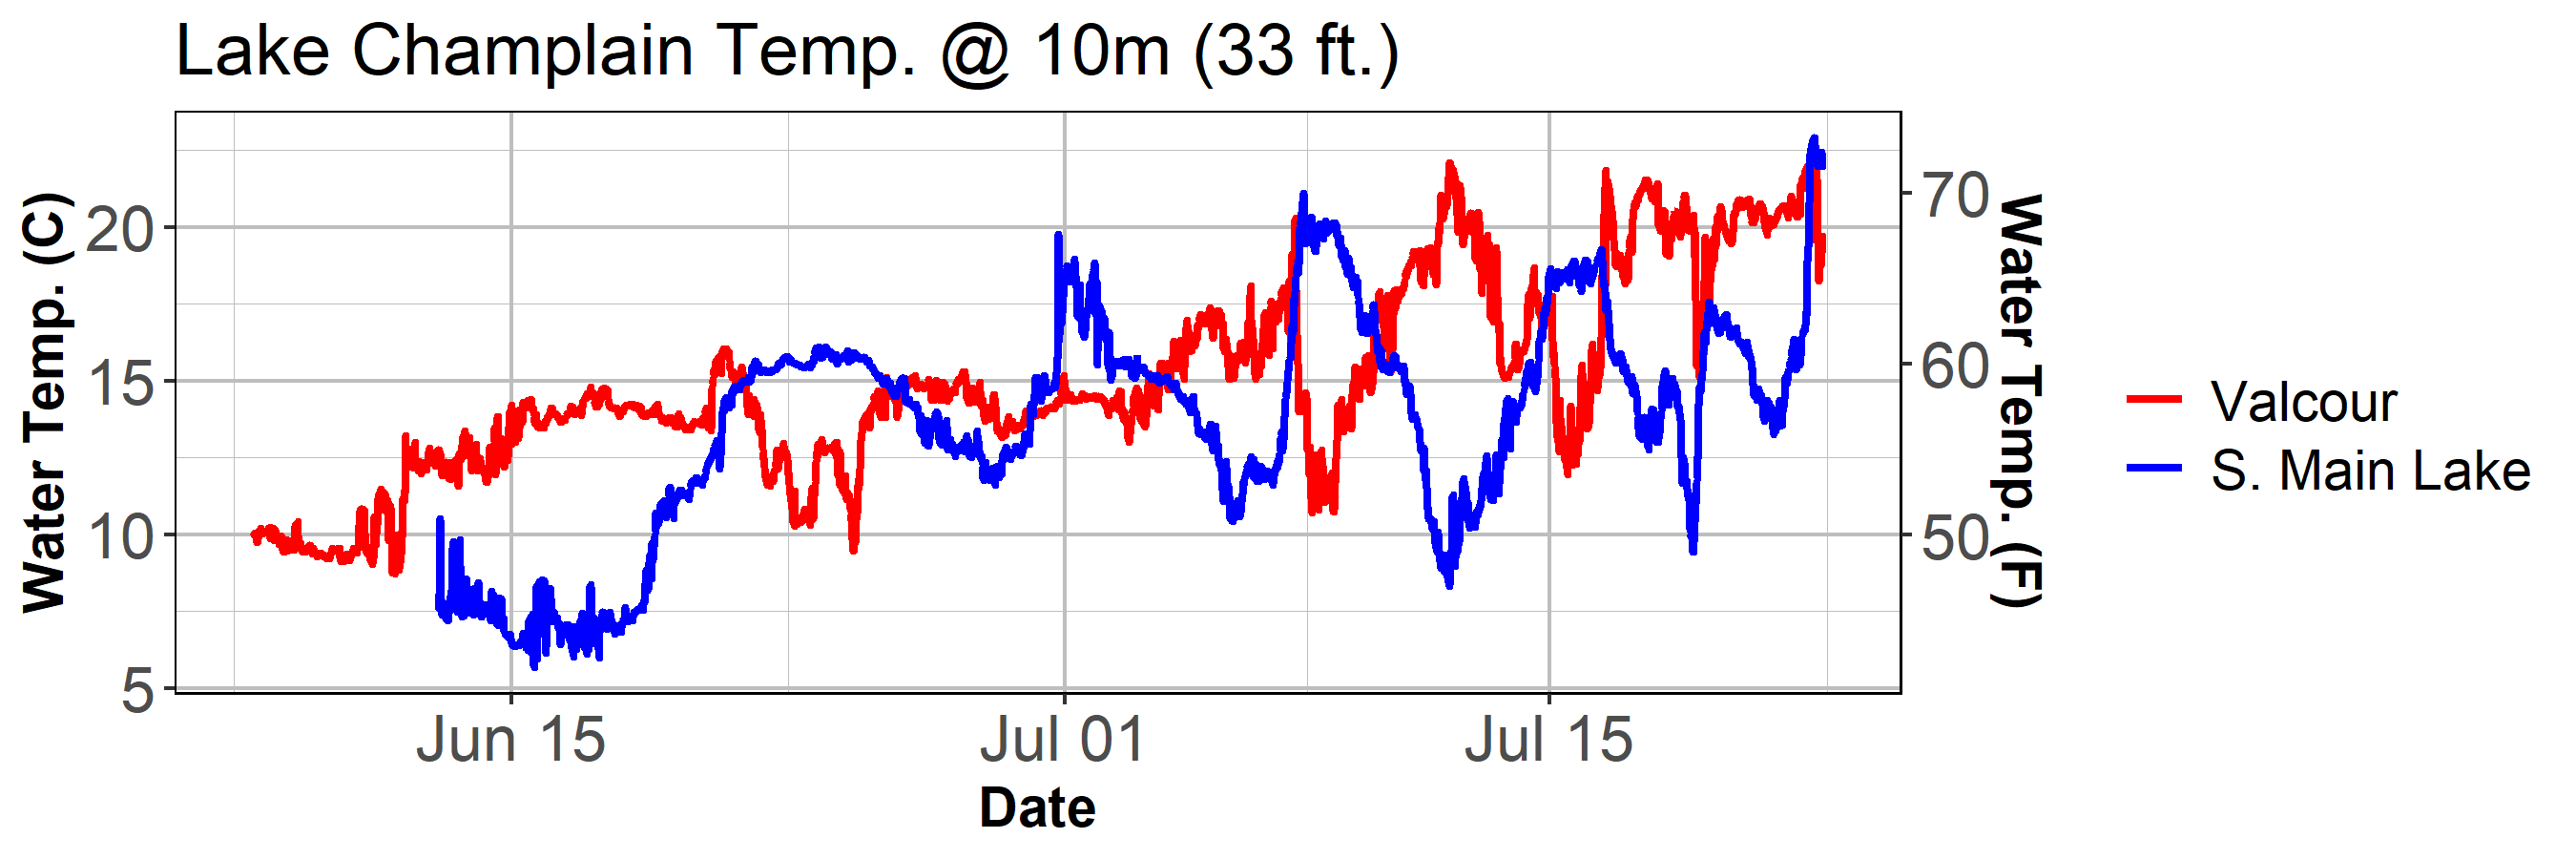 Lake Champlain Temp. @ 10m (33 ft.)
Water Temp. (C)
20
15
10
5
70
60
50
Water Temp. (F)
Jun 15
Jul 01
Jul 15
Date
Valcour
S. Main Lake